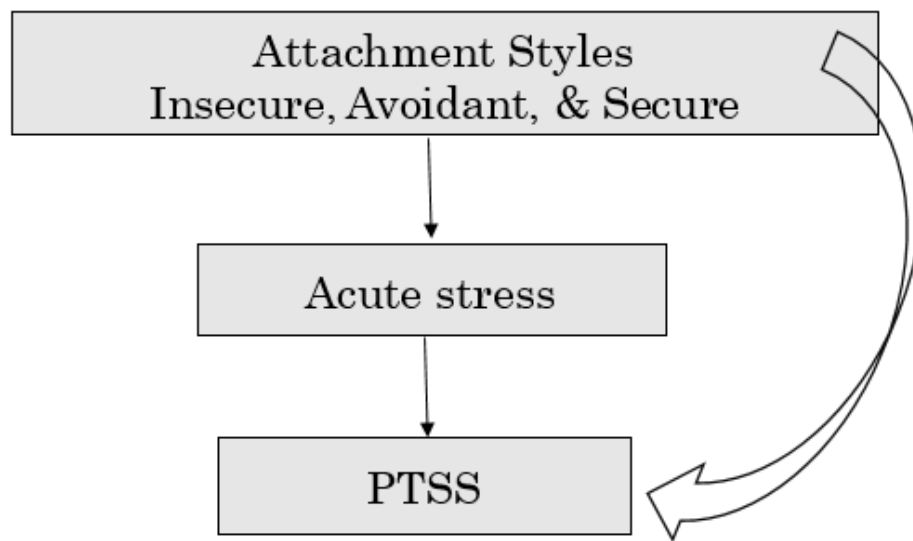 Attachment Styles
Insecure, Avoidant, & Secure
Acute stress
PTSS